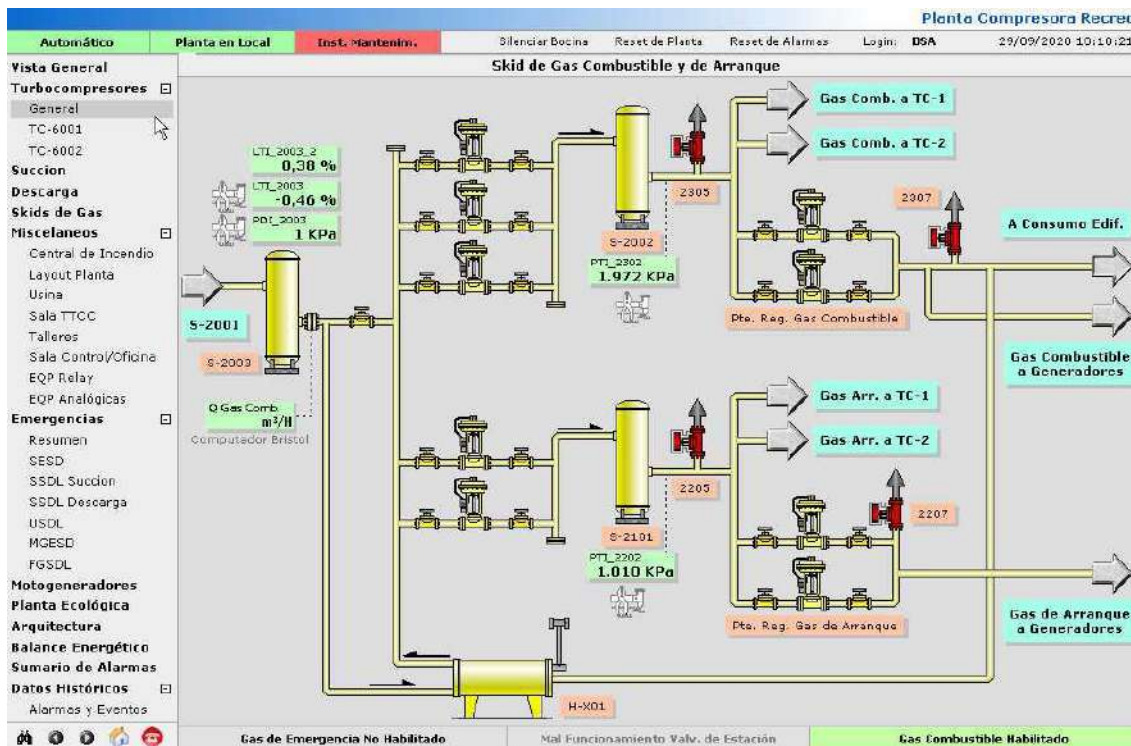 Planta Compresora Recreo
Automático Planta en Local Inst. Mantenim. Silenciar Bocina Reset de Planta Reset de Alarmas Login: DSA 29/09/2020 10:10:21
Skid de Gas Combustible y de Arranque
Vista General
Turbocompresores
General
TC-6001
TC-6002
Succion
Descarga
Skids de Gas
Miscelaneos
Central de Incendio
Layout Planta
Usina
Sala TTCC
Talleres
Sala Control/Oficina
EQP Relay
EQP Analógicas
Emergencias
Resumen
SESD
SSDL Succion
SSDL Descarga
USDL
MGESD
FGSDL
Motogeneradores
Planta Ecológica
Arquitectura
Balance Energético
Sumario de Alarmas
Datos Históricos
Alarmas y Eventos
LTI_2003_2
0,38 %
LTI_2003
-0,46 %
PDI_2003
1 KPa
S-2001
S-2003
Q Gas Comb.
m³/H
Computador Bristol
S-2002
PTI_2302
1.972 KPa
2305
Gas Comb. a TC-1
Gas Comb. a TC-2
2307
Pte. Reg. Gas Combustible
A Consumo Edif.
Gas Combustible
a Generadores
S-2101
PTI_2202
1.010 KPa
2205
Gas Arr. a TC-1
Gas Arr. a TC-2
2207
Pte. Reg. Gas de Arranque
Gas de Arranque
a Generadores
H-X01
Gas de Emergencia No Habilitado Mal Funcionamiento Valv. de Estación Gas Combustible Habilitado